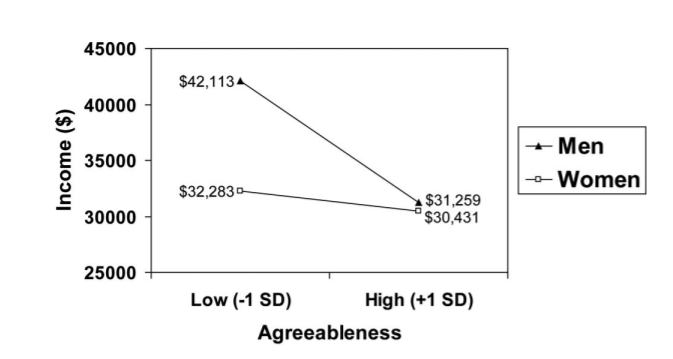 45000
40000
35000
30000
25000
Income ($)
$42,113
$32,283
$31,259
$30,431
Low (-1 SD)
High (+1 SD)
Agreeableness
Men
Women